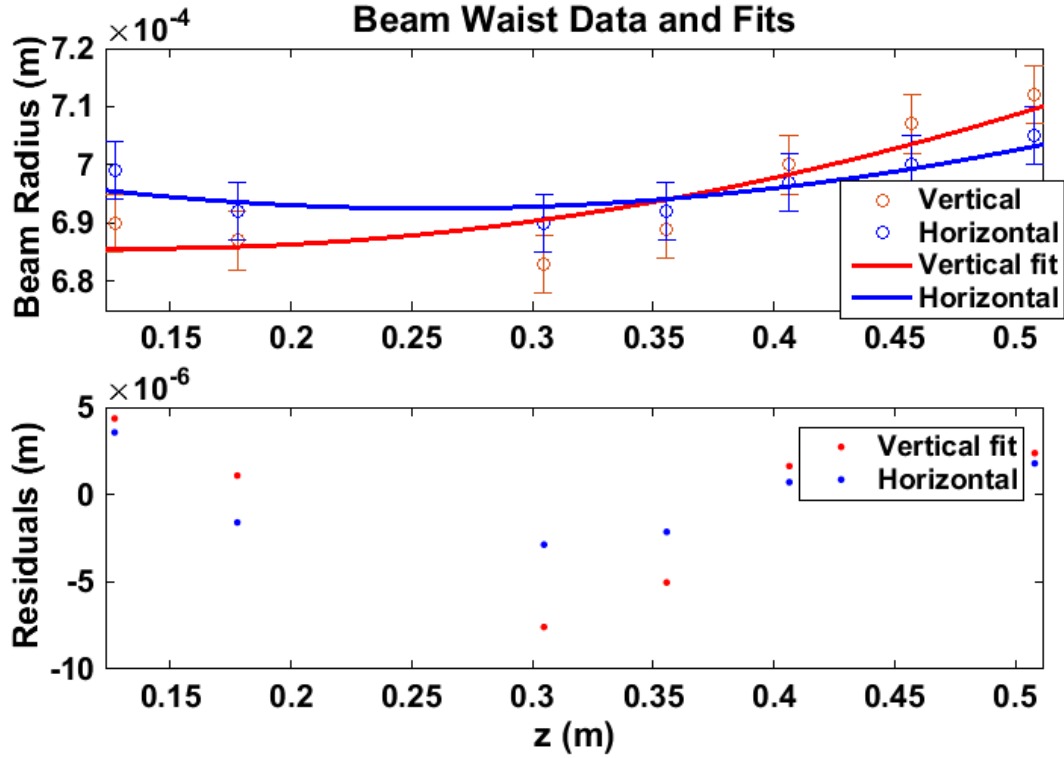 Beam Waist Data and Fits
×10^-4
Beam Radius (m)
7.2
7.1
7
6.9
6.8
0.15 0.2 0.25 0.3 0.35 0.4 0.45 0.5
Vertical
Horizontal
Vertical fit
Horizontal
×10^-6
Residuals (m)
5
0
-5
-10
0.15 0.2 0.25 0.3 0.35 0.4 0.45 0.5
z (m)
Vertical fit
Horizontal